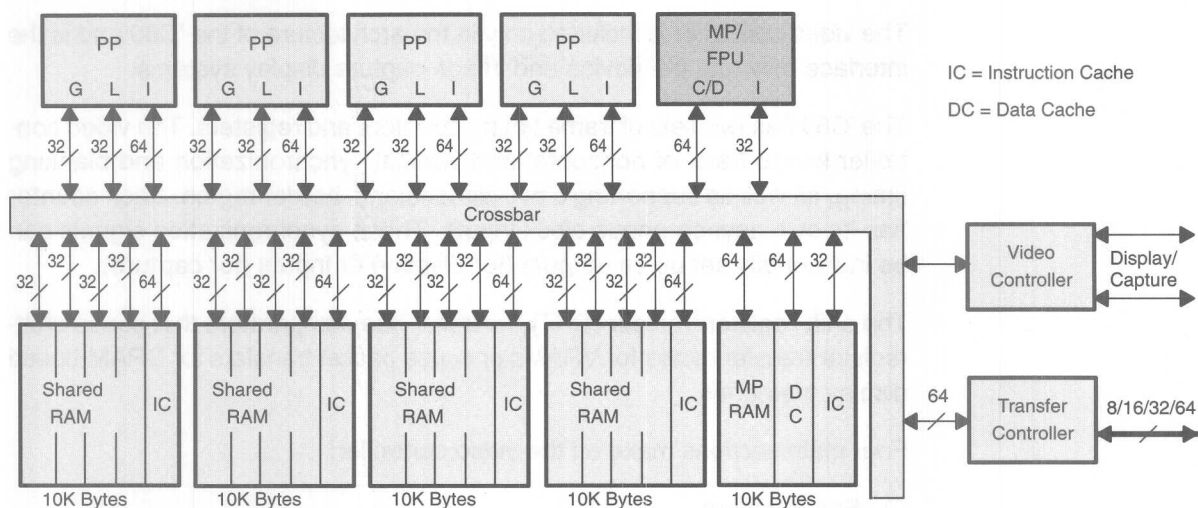 PP PP PP PP MP/
FPU
G L I G L I G L I G L I C/D I
IC = Instruction Cache
DC = Data Cache
32 32 64 32 32 64 32 32 64 32 32 64 64 32
Crossbar
32 32 32 32 32 32 32 32 64 32
32 32 64 32 32 64 32 32 64 32 32 64 64 32
Video
Controller
Display/
Capture
Shared
RAM IC
Shared
RAM IC
Shared
RAM IC
Shared
RAM IC
MP
RAM
D
C
IC
64
Transfer
Controller
8/16/32/64
10K Bytes 10K Bytes 10K Bytes 10K Bytes 10K Bytes